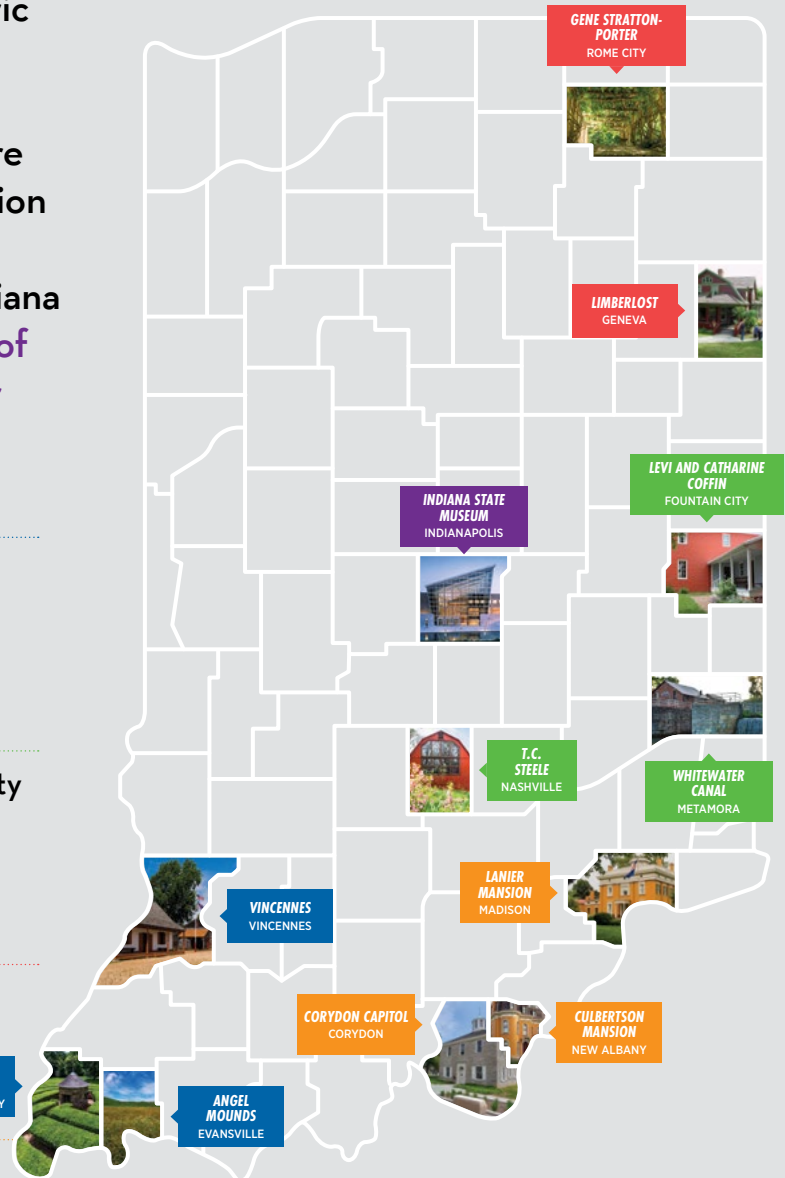 GENE STRATTON-
PORTER
ROME CITY
LIMBERLOST
GENEVA
LEVI AND CATHARINE
COFFIN
FOUNTAIN CITY
INDIANA STATE
MUSEUM
INDIANAPOLIS
T.C.
STEELE
NASHVILLE
WHITEWATER
CANAL
METAMORA
LANIER
MANSION
MADISON
VINCENNES
VINCENNES
CORYDON CAPITOL
CORYDON
CULBERTSON
MANSION
NEW ALBANY
ANGEL
MOUNDS
EVANSVILLE
ic
re
ion
iana
of
ty
Y